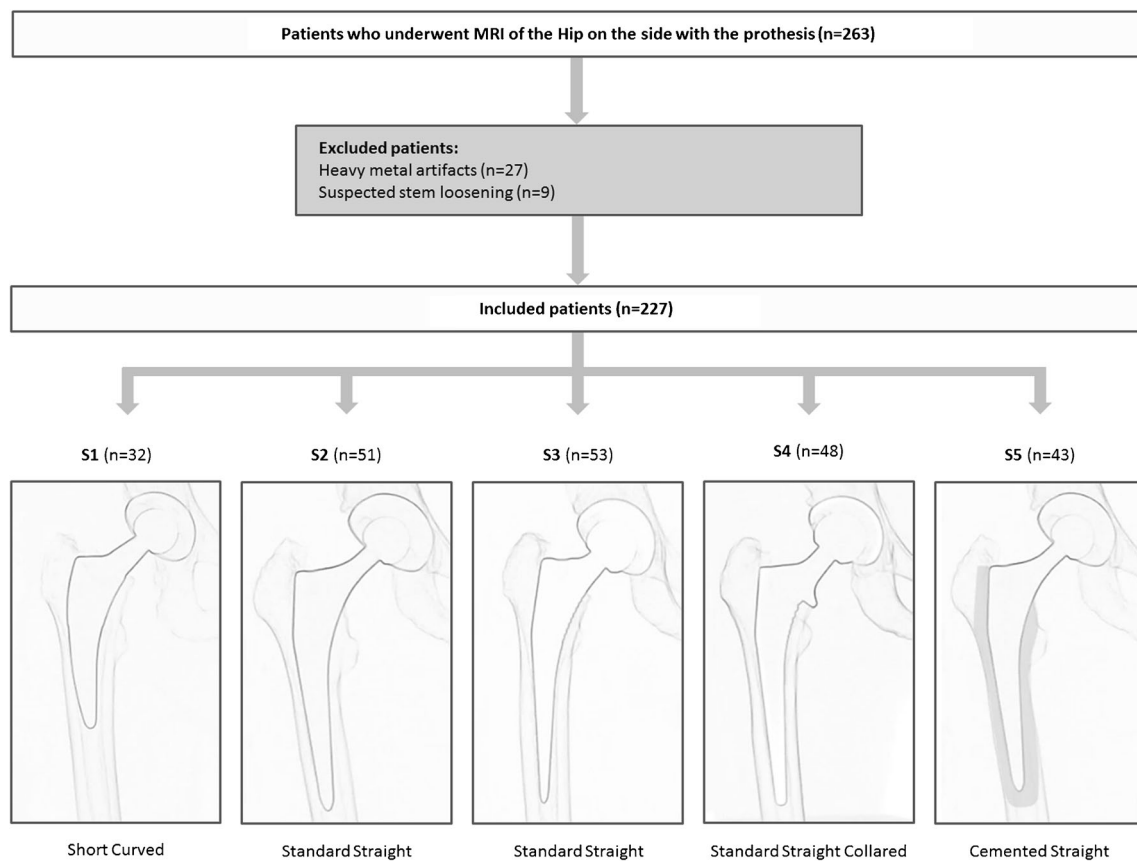 Patients who underwent MRI of the Hip on the side with the prothesis (n=263)
Excluded patients:
Heavy metal artifacts (n=27)
Suspected stem loosening (n=9)
Included patients (n=227)
S1 (n=32)
S2 (n=51)
S3 (n=53)
S4 (n=48)
S5 (n=43)
Short Curved
Standard Straight
Standard Straight
Standard Straight Collared
Cemented Straight